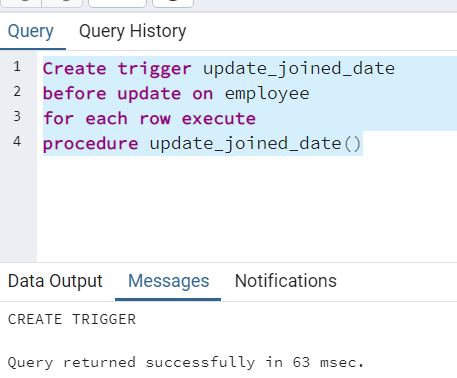 Query Query History
1 Create trigger update_joined_date
2 before update on employee
3 for each row execute
4 procedure update_joined_date()
Data Output Messages Notifications
CREATE TRIGGER
Query returned successfully in 63 msec.